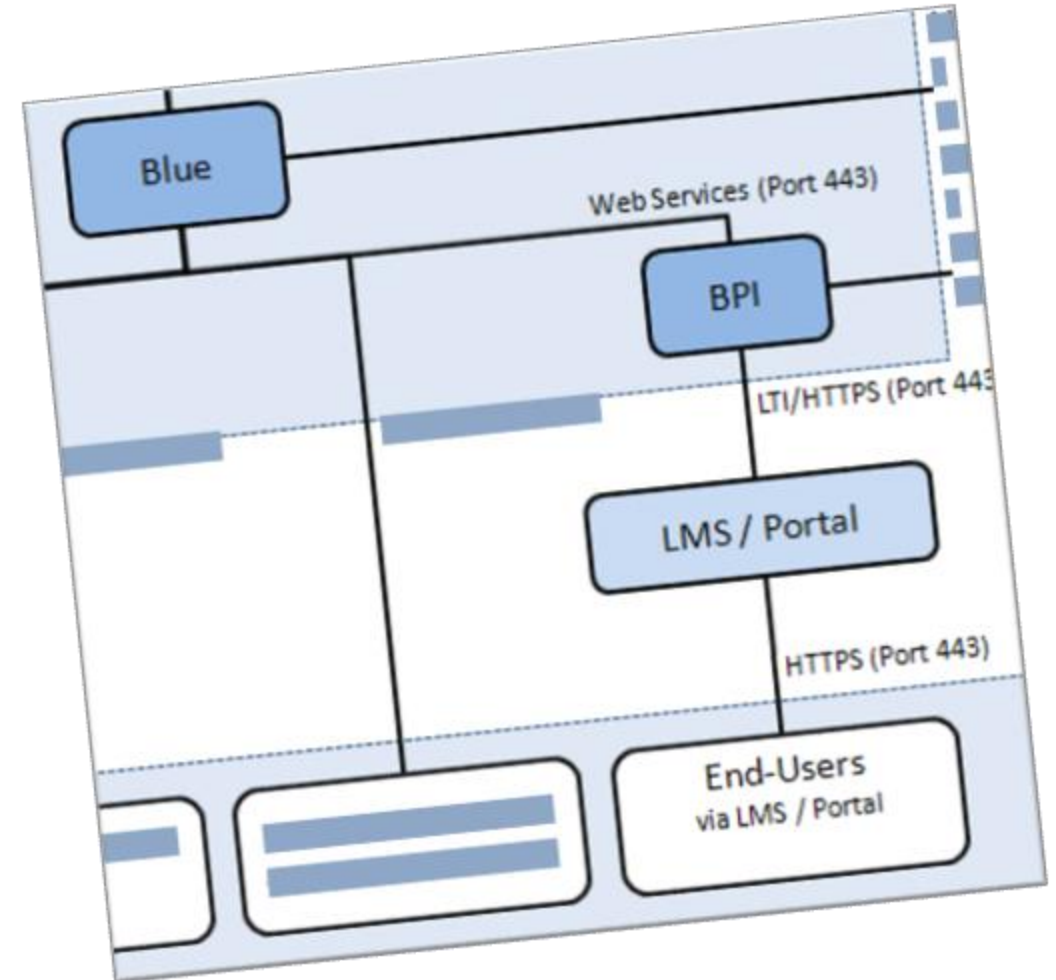 Blue
Web Services (Port 443)
BPI
LTI/HTTPS (Port 443
LMS / Portal
HTTPS (Port 443)
End-Users
via LMS / Portal